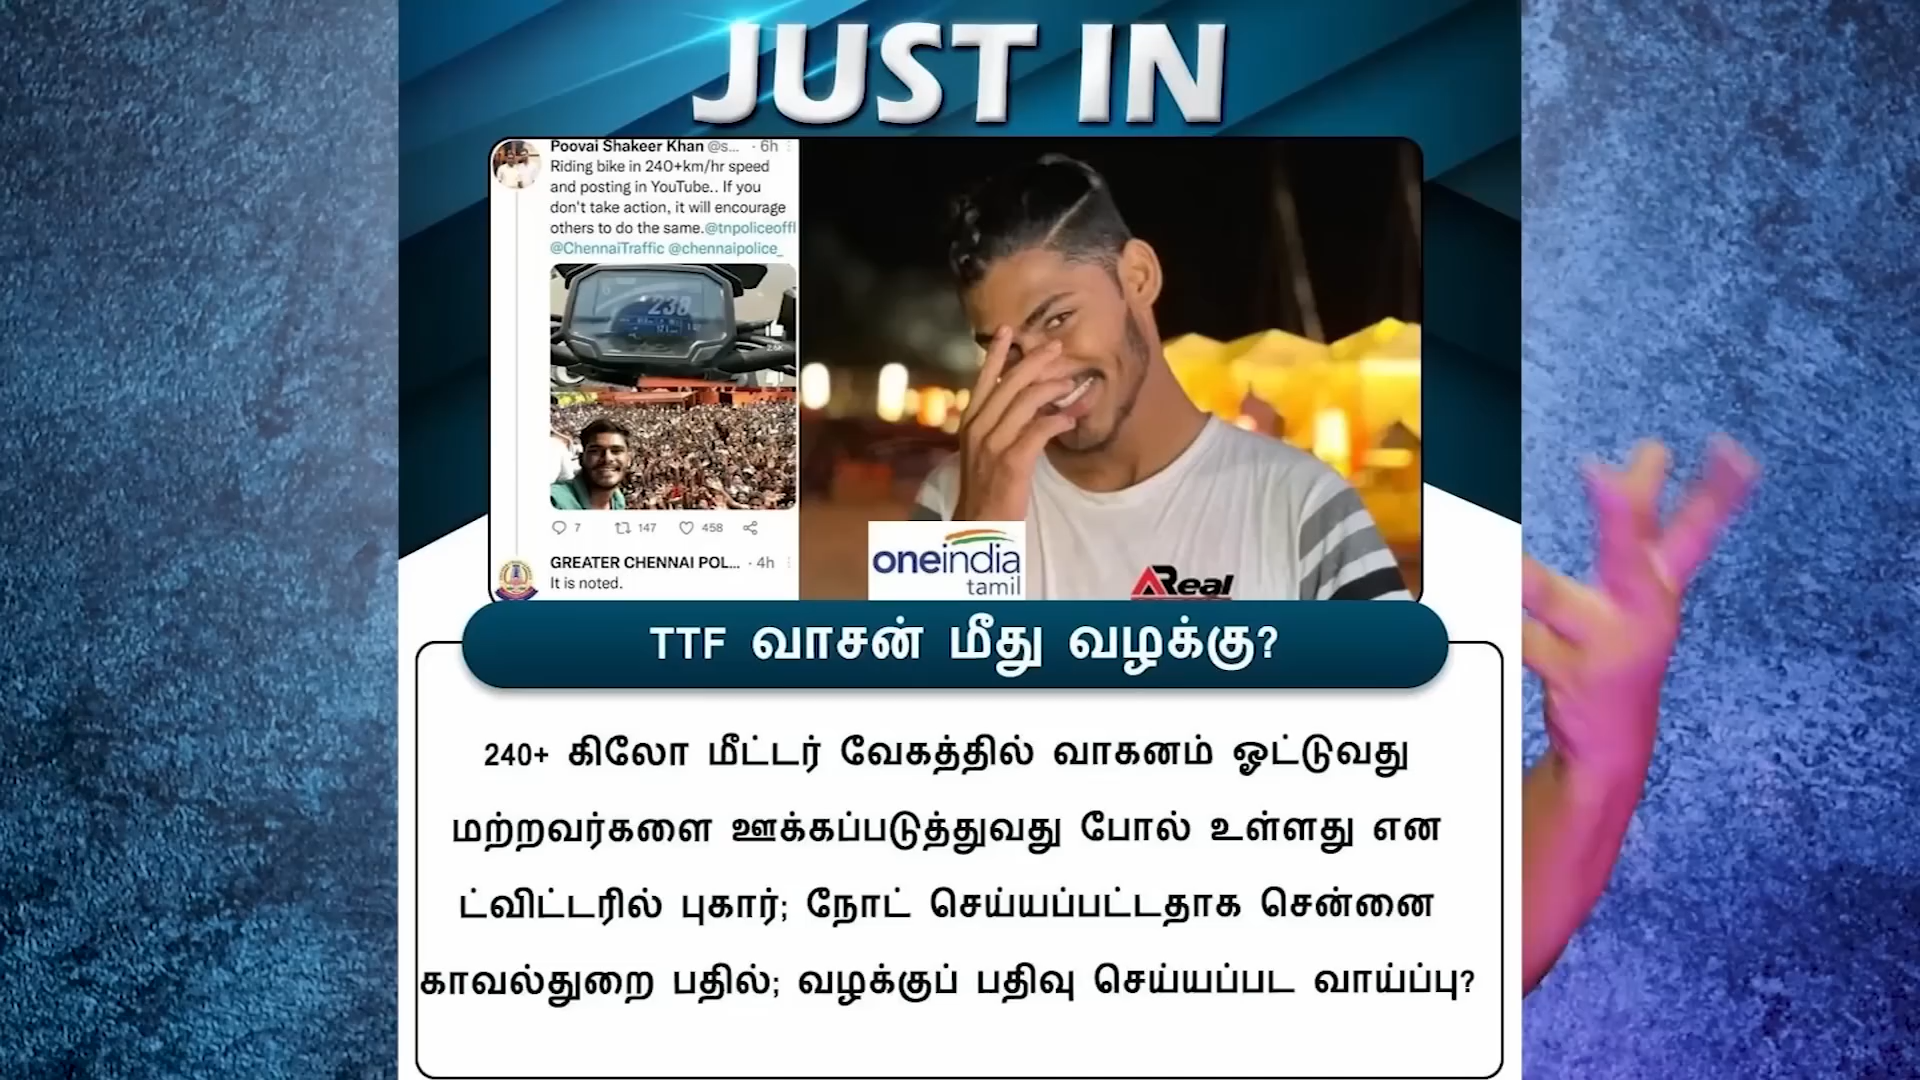 JUST IN
Poovai Shakeer Khan @s... · 6h
Riding bike in 240+km/hr speed
and posting in YouTube.. If you
don't take action, it will encourage
others to do the same.@tnpoliceoffl
@ChennaiTraffic @chennaipolice_
238
7 147 458
GREATER CHENNAI POL... · 4h
It is noted.
oneindia
tamil
Real
TTF வாசன் மீது வழக்கு?
240+ கிலோ மீட்டர் வேகத்தில் வாகனம் ஓட்டுவது
மற்றவர்களை ஊக்கப்படுத்துவது போல் உள்ளது என
ட்விட்டரில் புகார்; நோட் செய்யப்பட்டதாக சென்னை
காவல்துறை பதில்; வழக்குப் பதிவு செய்யப்பட வாய்ப்பு?